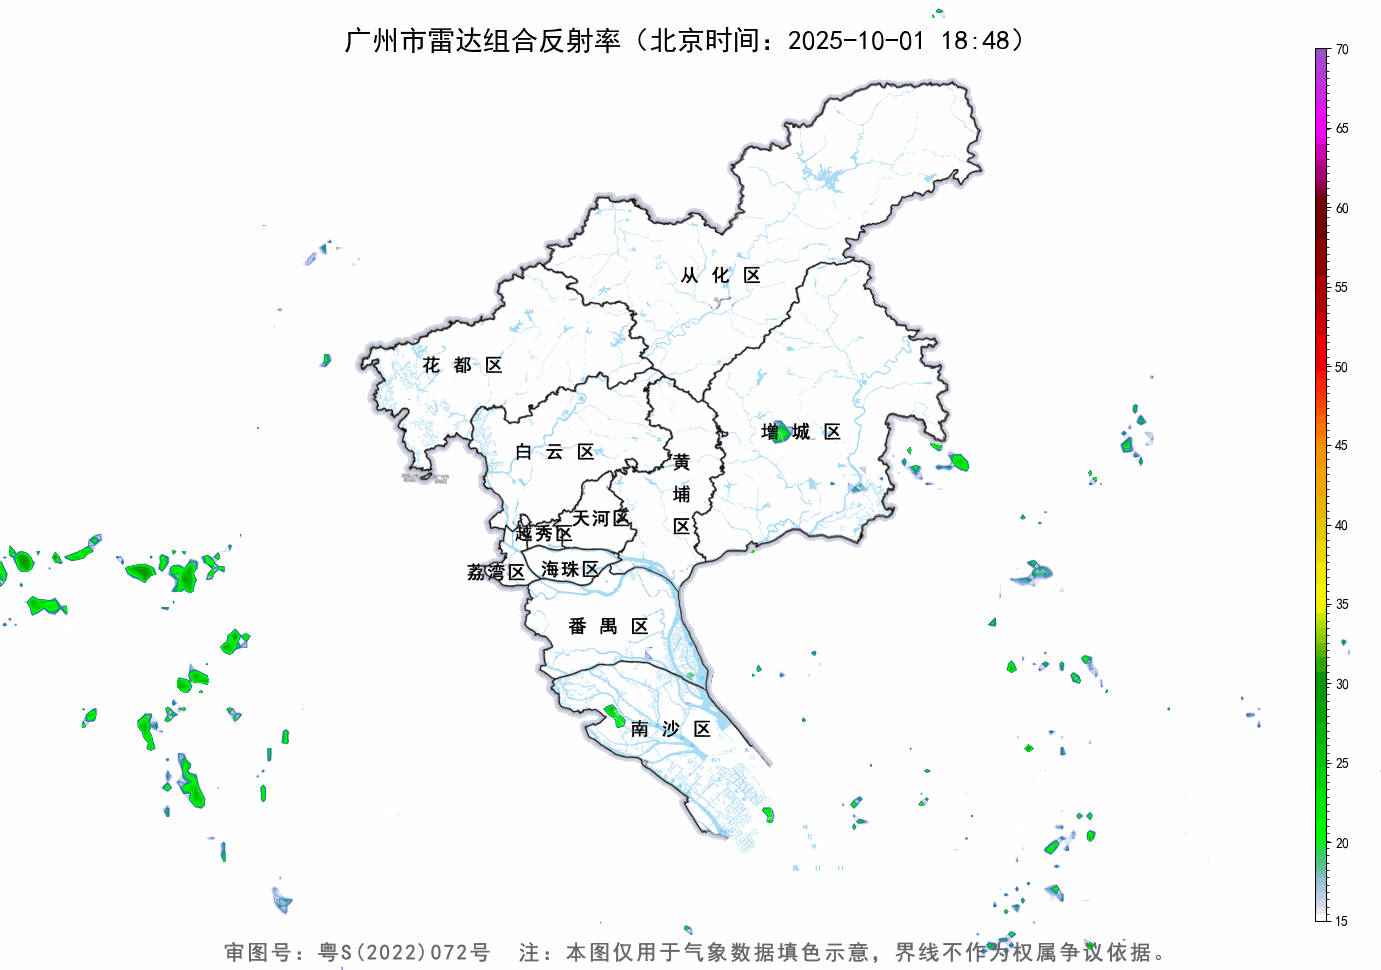 广州市雷达组合反射率（北京时间：2025-10-01 18:48）
70
65
60
55
50
45
40
35
30
25
20
15
从化区
花都区
增城区
白云区
黄埔区
天河区
越秀区
荔湾区
海珠区
番禺区
南沙区
审图号：粤S(2022)072号 注：本图仅用于气象数据填色示意，界线不作为权属争议依据。